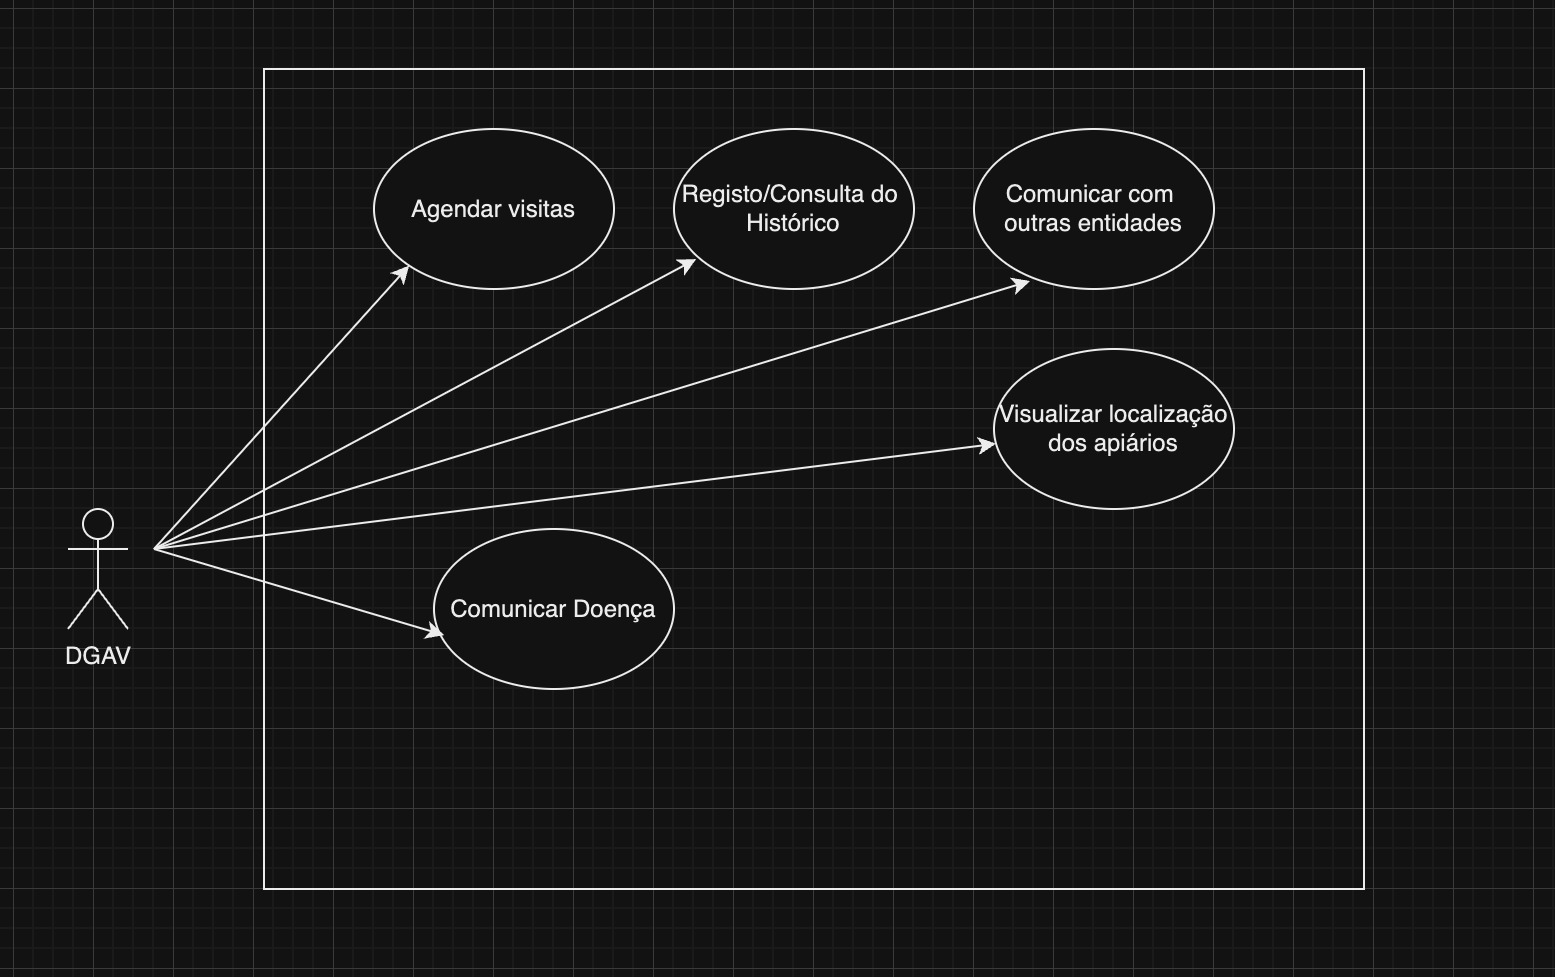 Agendar visitas
Registo/Consulta do
Histórico
Comunicar com
outras entidades
Visualizar localização
dos apiários
Comunicar Doença
DGAV